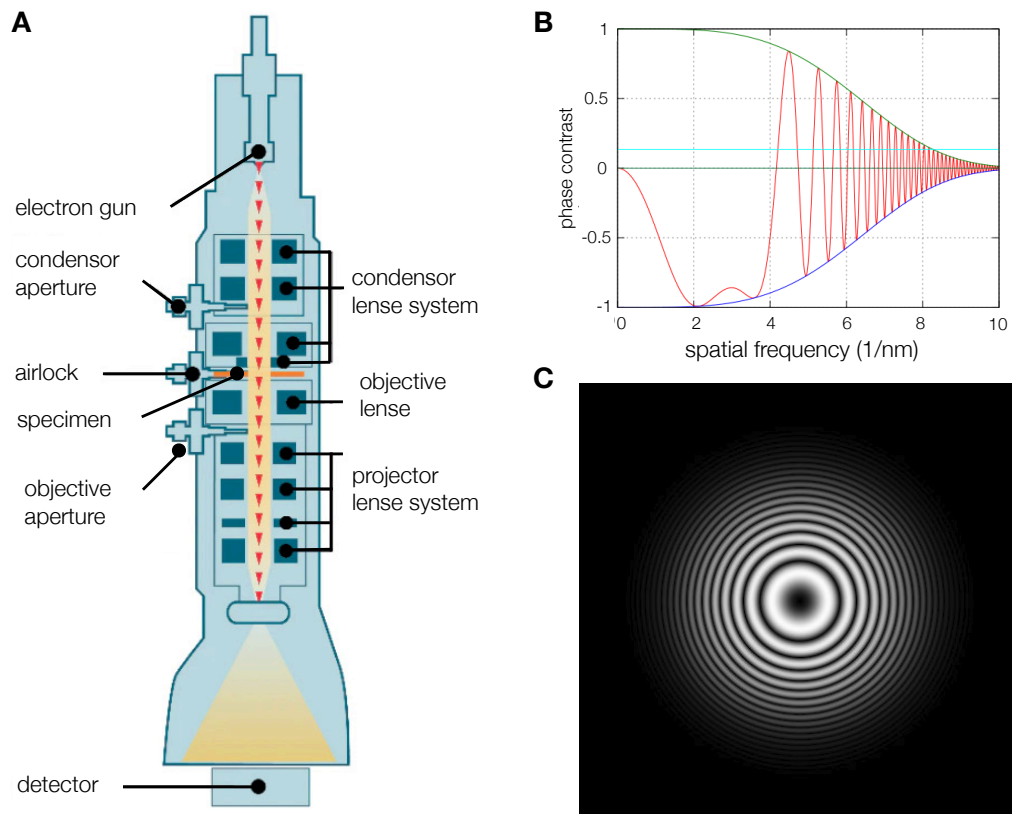 A
electron gun
condensor
aperture
airlock
specimen
objective
aperture
detector
condensor
lense system
objective
lense
projector
lense system
B
phase contrast
1
0.5
0
-0.5
-1
0 2 4 6 8 10
spatial frequency (1/nm)
C